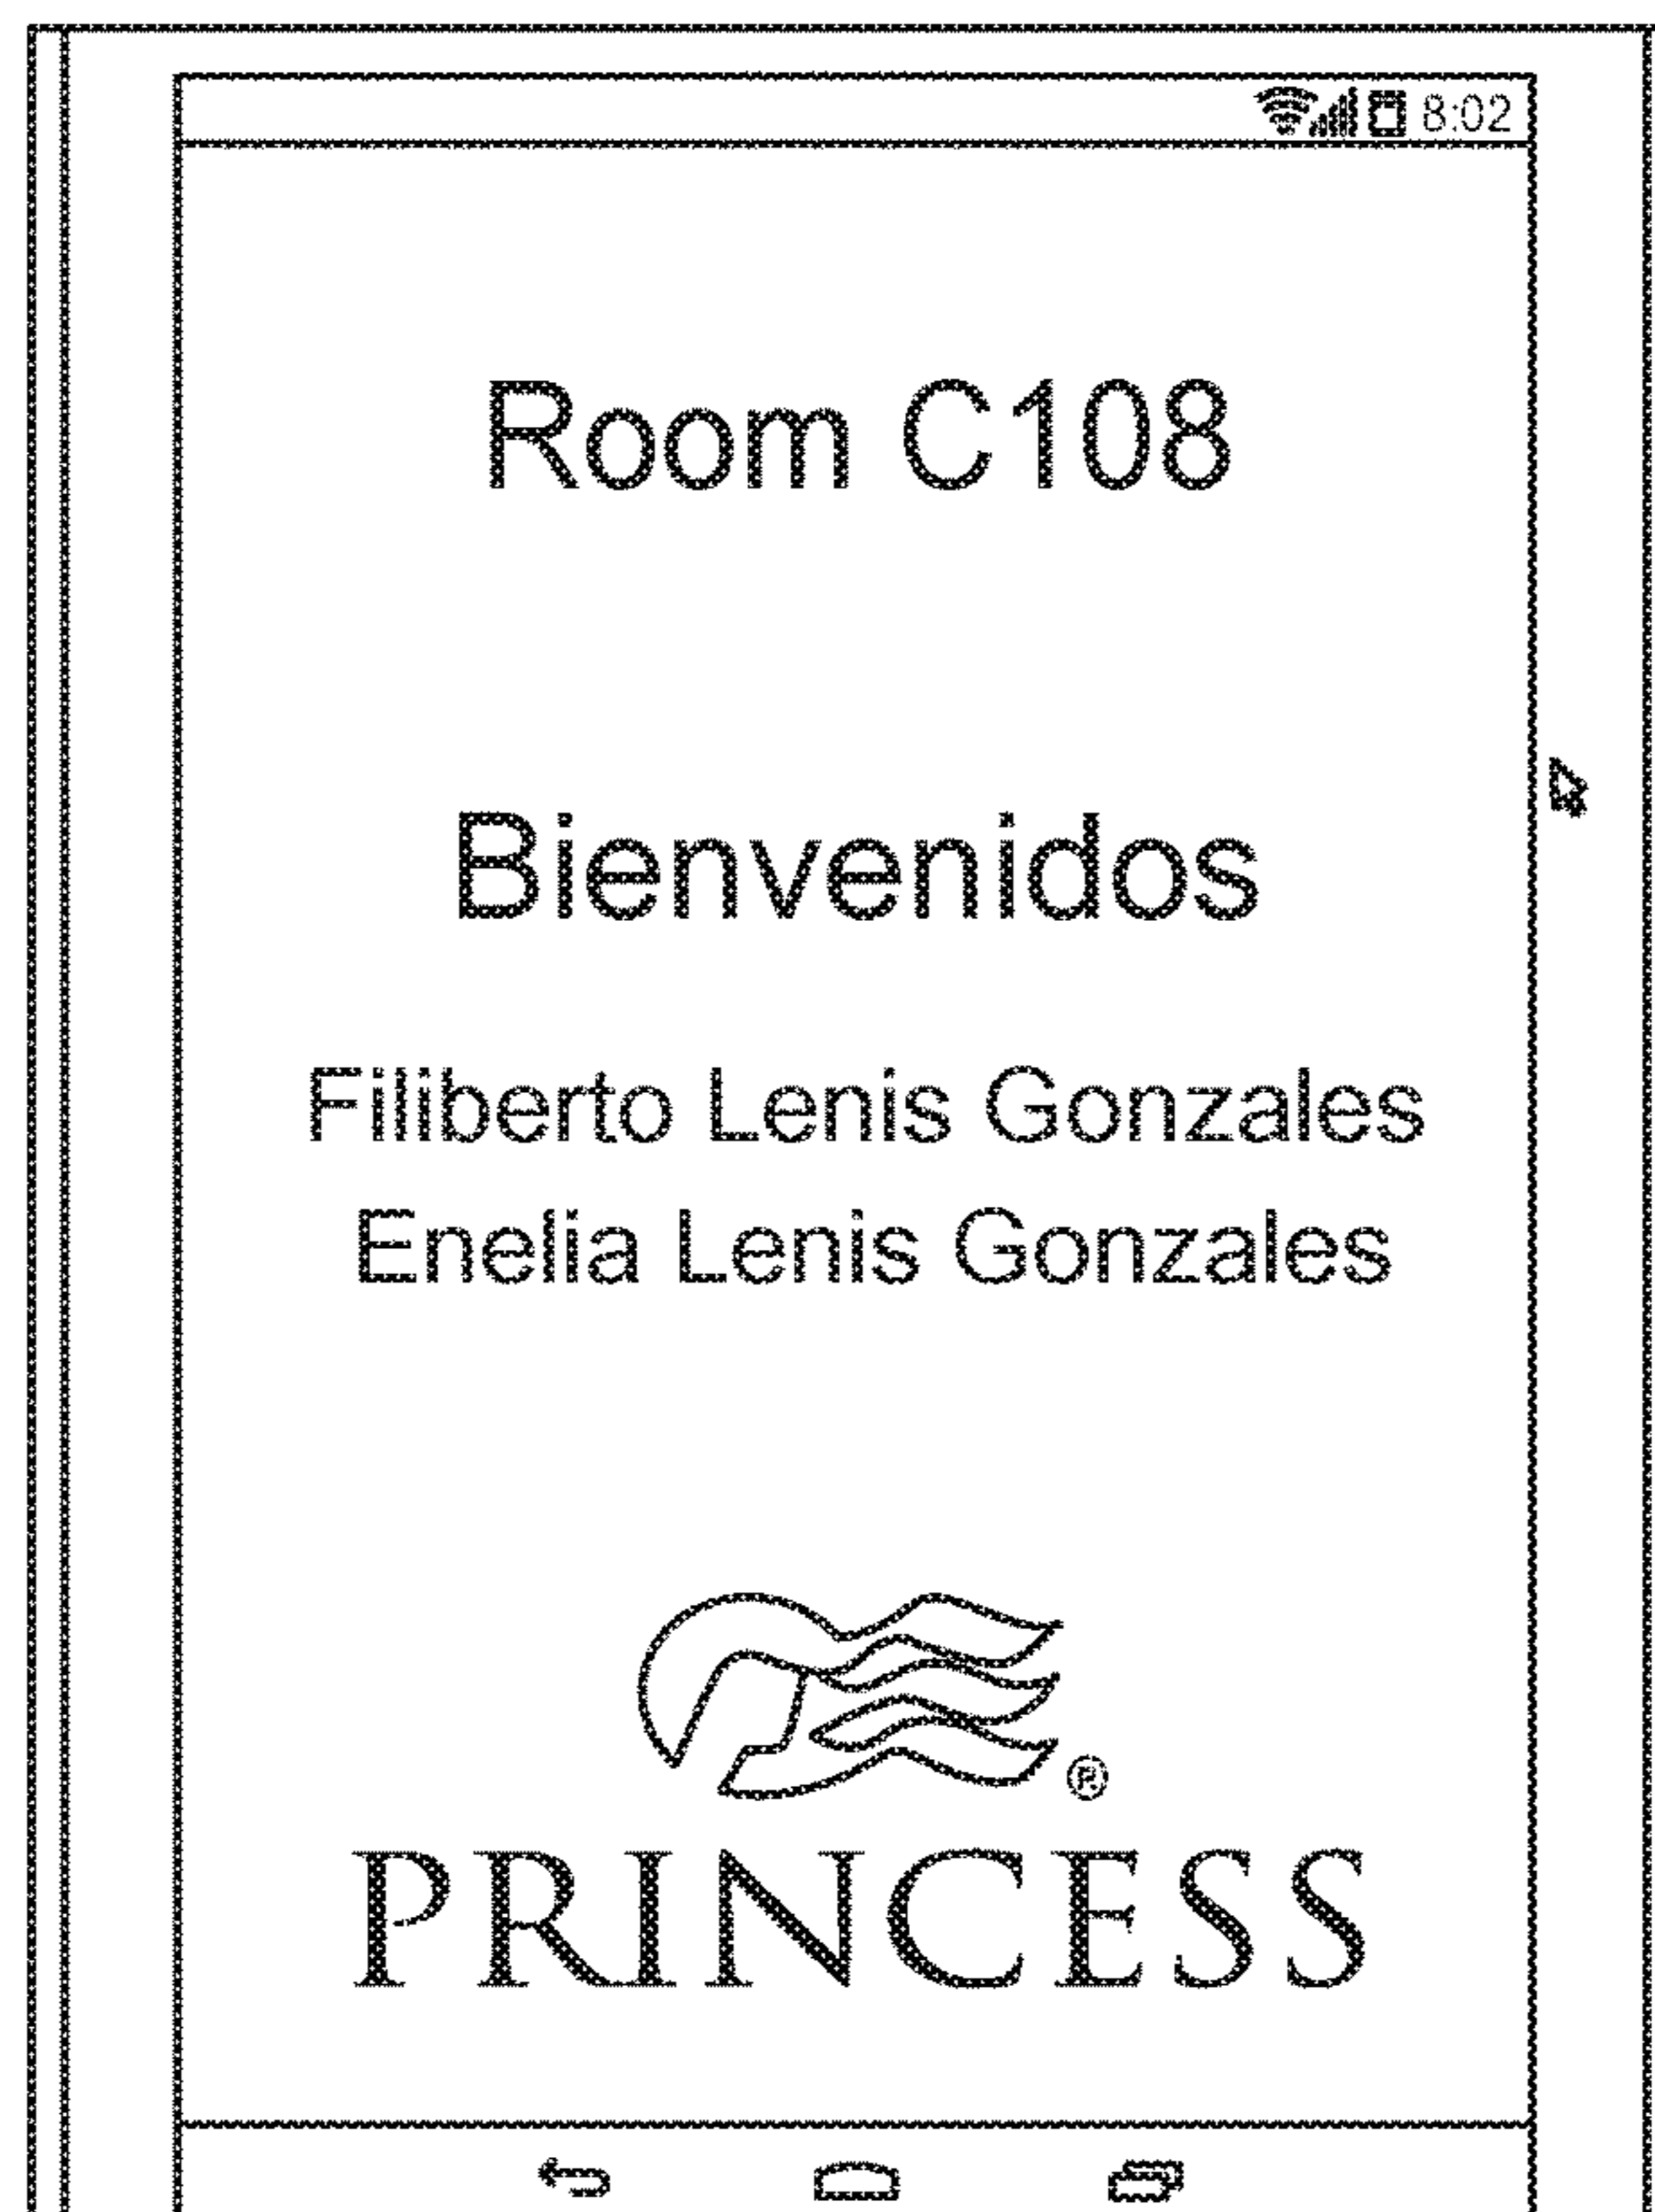 8:02
Room C108
Bienvenidos
Filiberto Lenis Gonzales
Enelia Lenis Gonzales
®
PRINCESS